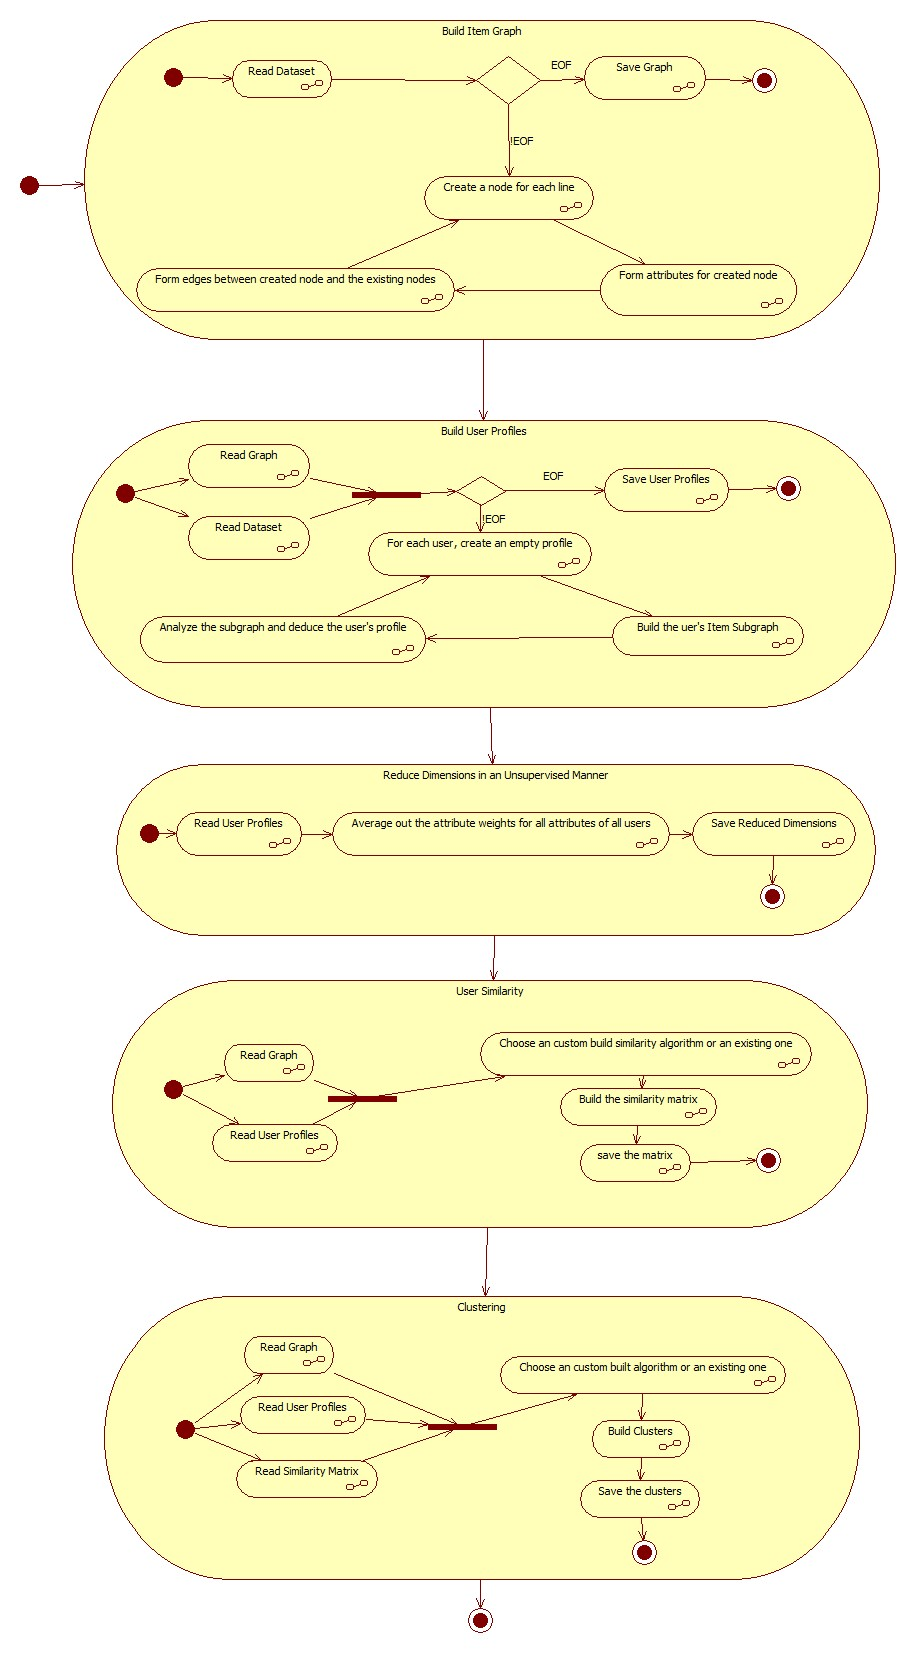 Build Item Graph
Read Dataset
EOF
Save Graph
!EOF
Create a node for each line
Form edges between created node and the existing nodes
Form attributes for created node
Build User Profiles
Read Graph
EOF
Save User Profiles
Read Dataset
!EOF
For each user, create an empty profile
Analyze the subgraph and deduce the user's profile
Build the uer's Item Subgraph
Reduce Dimensions in an Unsupervised Manner
Read User Profiles
Average out the attribute weights for all attributes of all users
Save Reduced Dimensions
User Similarity
Choose an custom build similarity algorithm or an existing one
Read Graph
Build the similarity matrix
Read User Profiles
save the matrix
Clustering
Read Graph
Choose an custom built algorithm or an existing one
Read User Profiles
Build Clusters
Read Similarity Matrix
Save the clusters